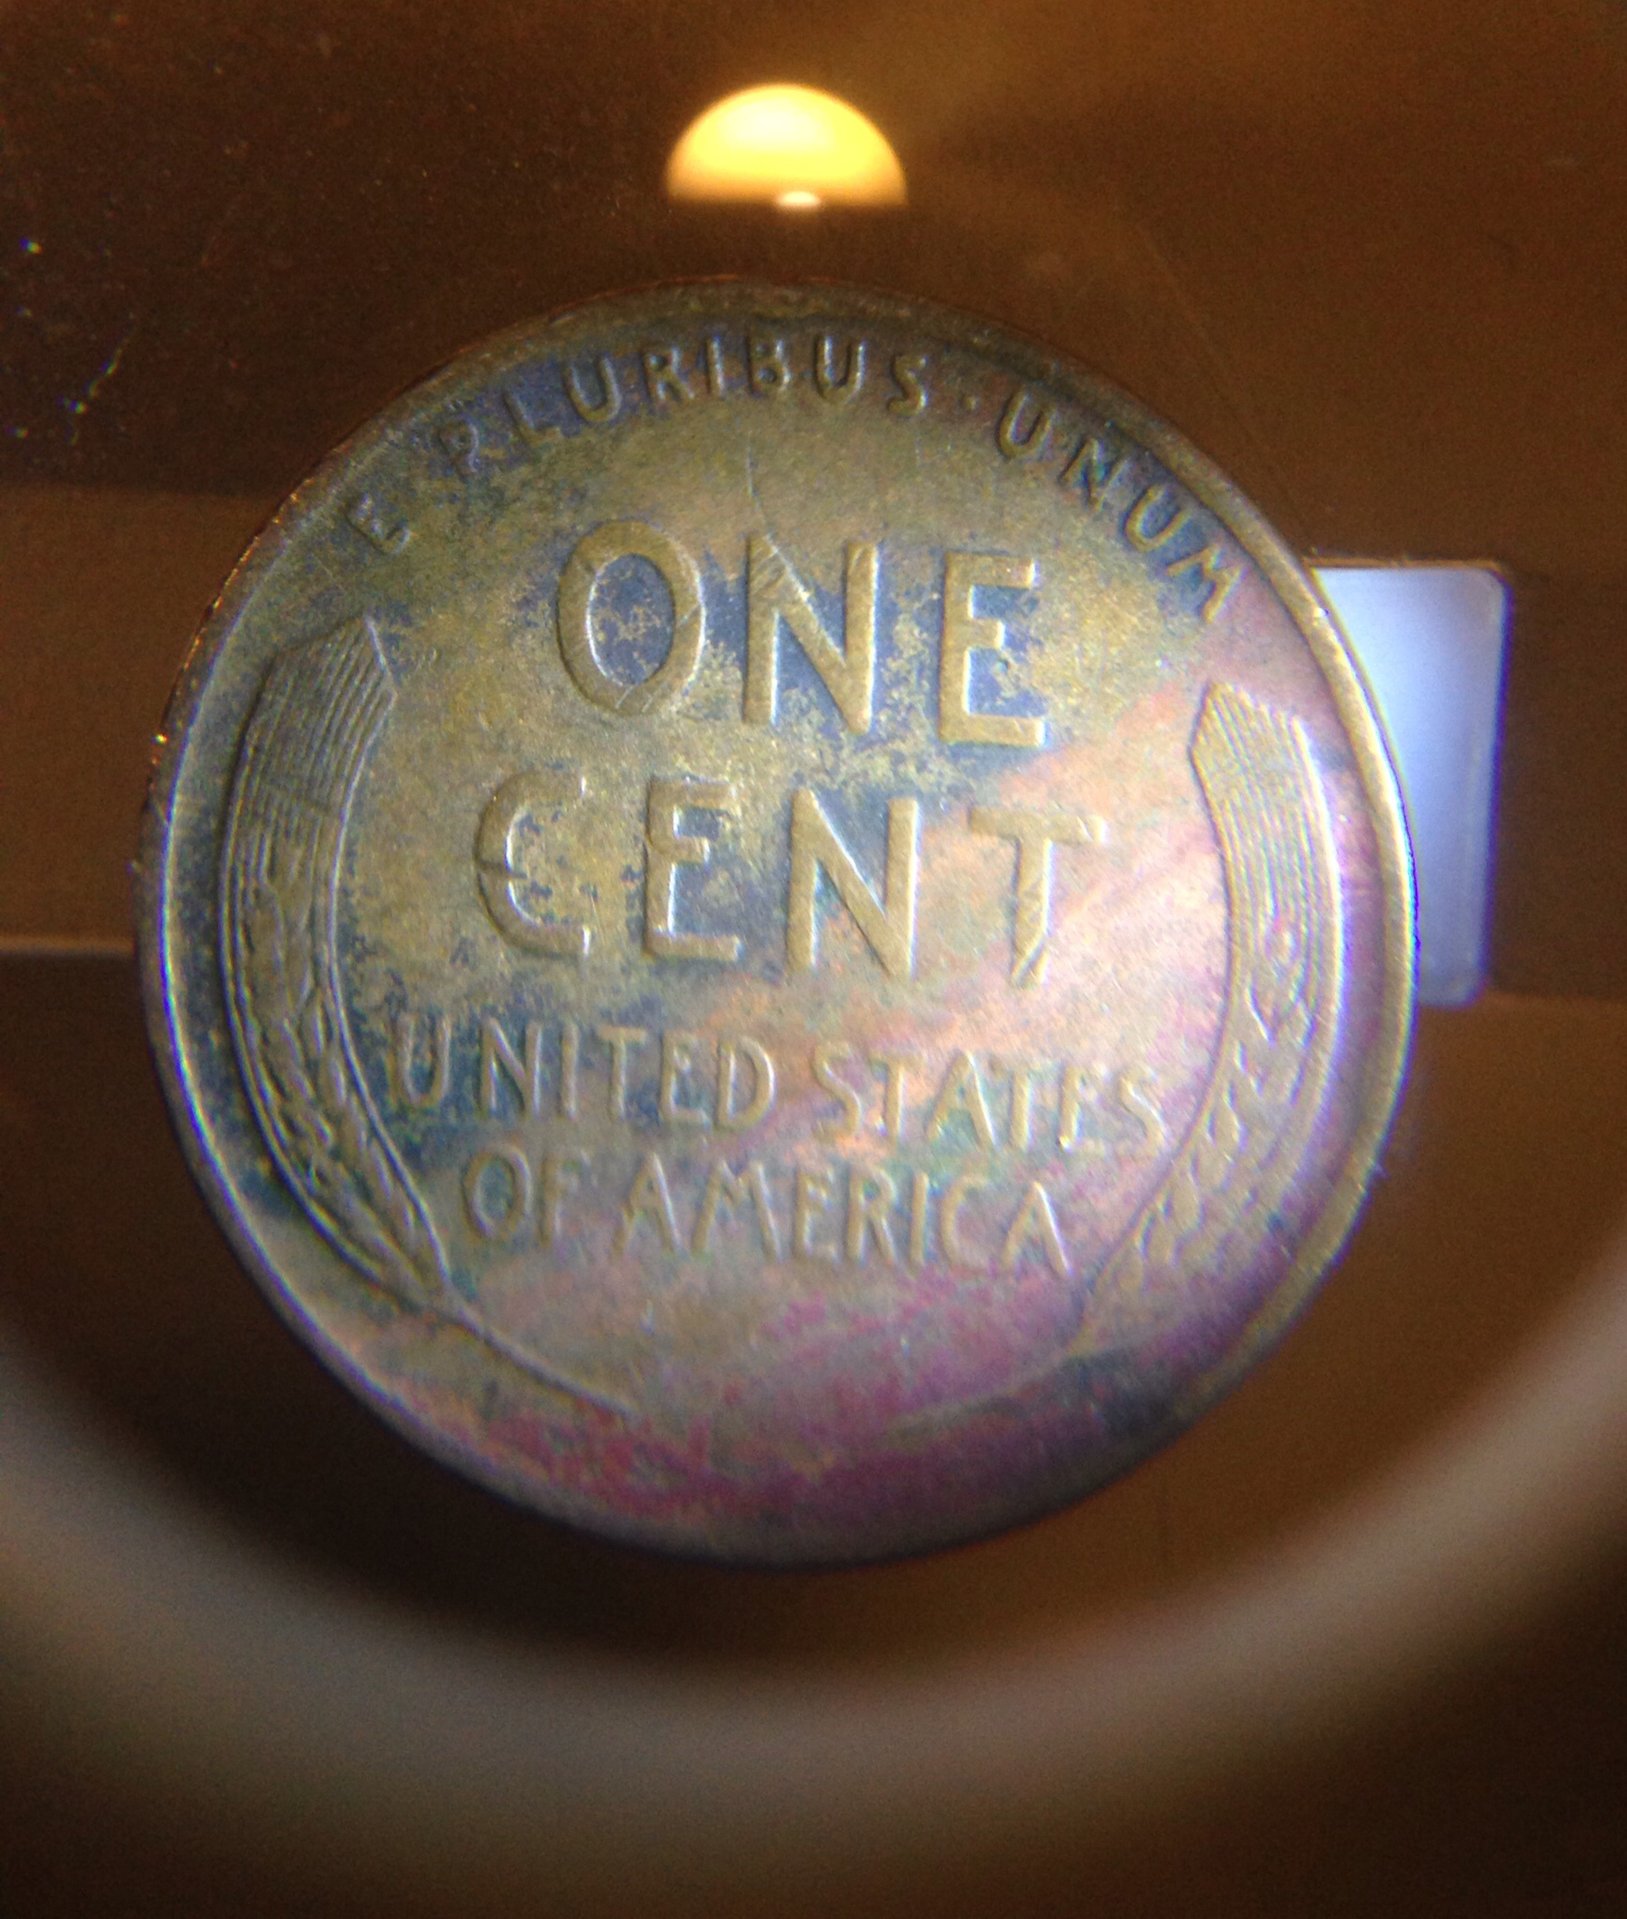 E PLURIBUS · UNUM
ONE
CENT
UNITED STATES
OF AMERICA